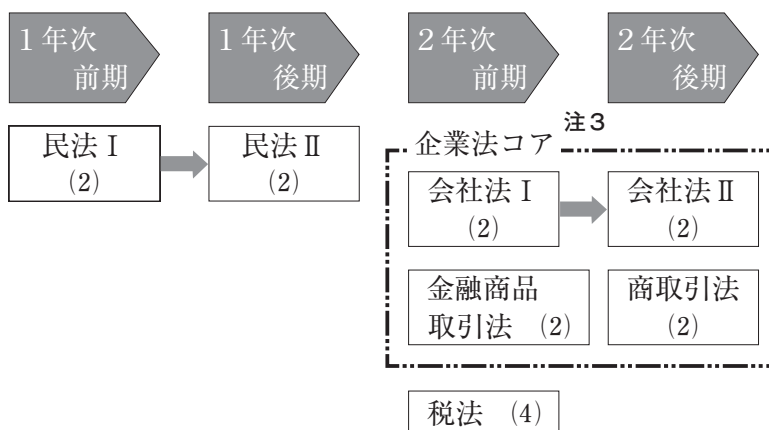 1年次
前期
1年次
後期
2年次
前期
2年次
後期
民法Ⅰ
(2)
民法Ⅱ
(2)
企業法コア
注3
会社法Ⅰ
(2)
会社法Ⅱ
(2)
金融商品
取引法 (2)
商取引法
(2)
税法 (4)